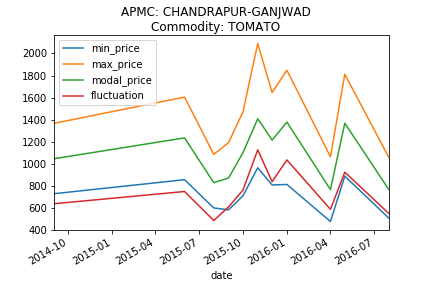 APMC: CHANDRAPUR-GANJWAD
Commodity: TOMATO
min_price
max_price
modal_price
fluctuation
2000
1800
1600
1400
1200
1000
800
600
400
2014-10
2015-01
2015-04
2015-07
2015-10
2016-01
2016-04
2016-07
date